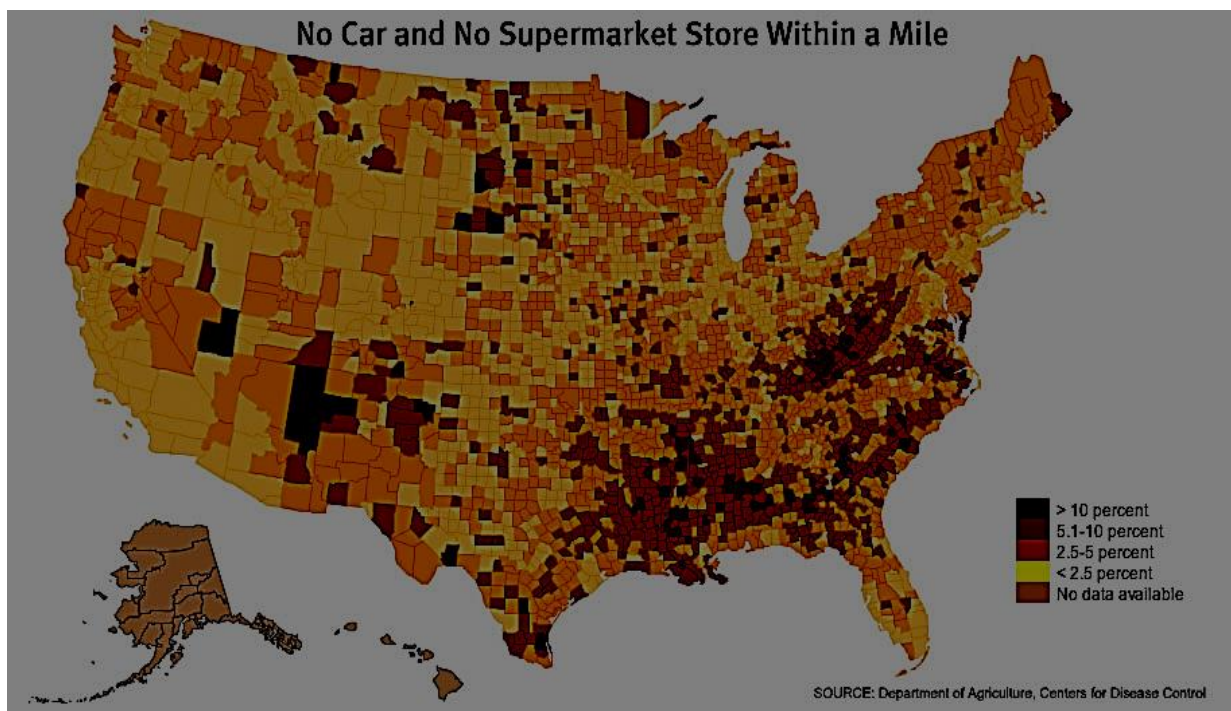 No Car and No Supermarket Store Within a Mile
> 10 percent
5.1-10 percent
2.5-5 percent
< 2.5 percent
No data available
SOURCE: Department of Agriculture, Centers for Disease Control